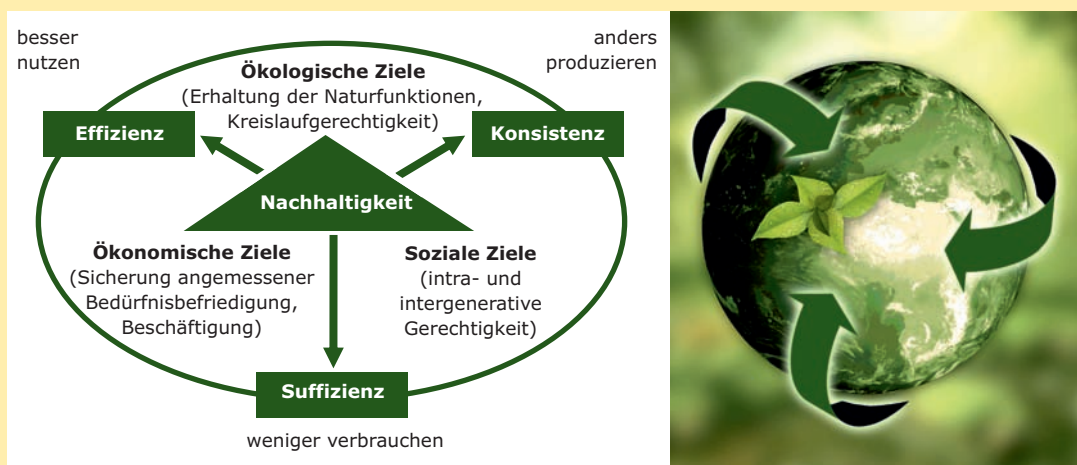 besser
nutzen
anders
produzieren
Ökologische Ziele
(Erhaltung der Naturfunktionen,
Kreislaufgerechtigkeit)
Effizienz
Konsistenz
Nachhaltigkeit
Ökonomische Ziele
(Sicherung angemessener
Bedürfnisbefriedigung,
Beschäftigung)
Soziale Ziele
(intra- und
intergenerative
Gerechtigkeit)
Suffizienz
weniger verbrauchen